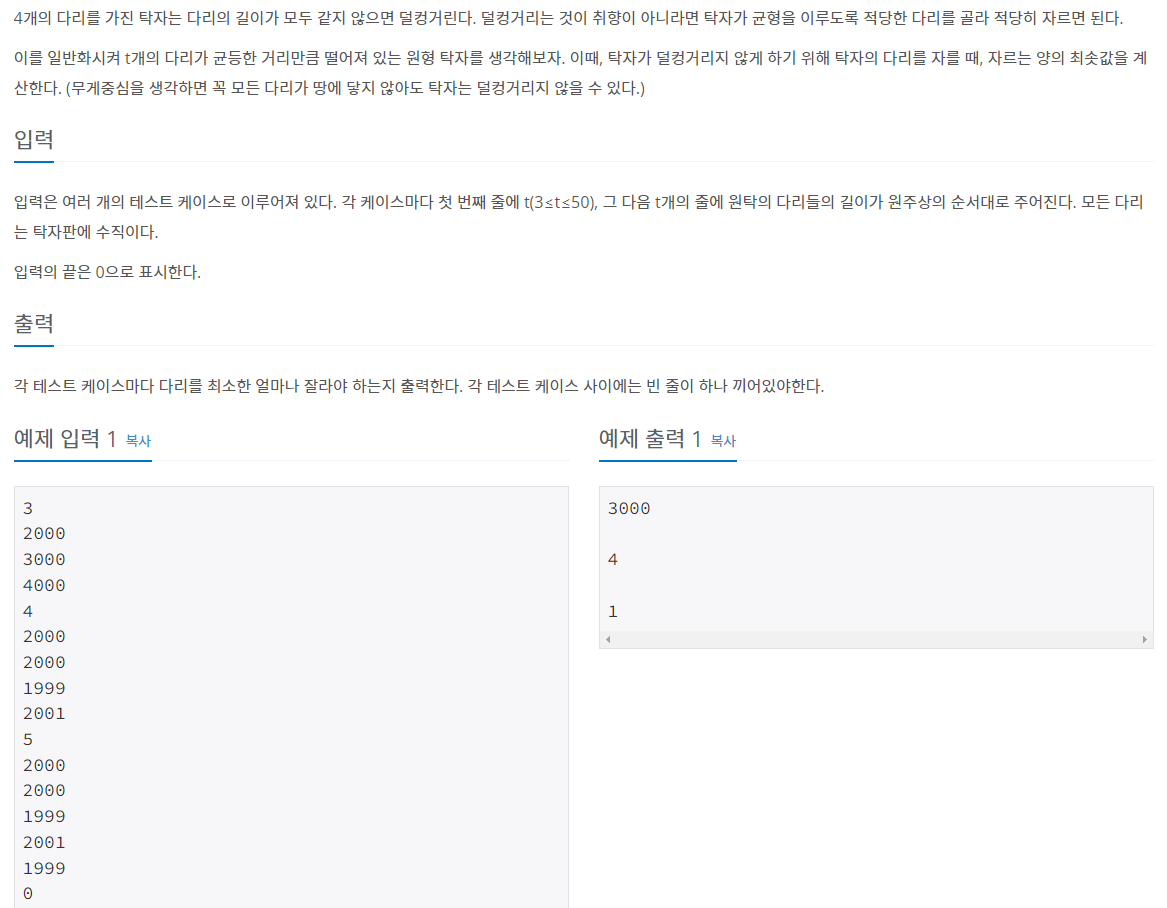 4개의 다리를 가진 탁자는 다리의 길이가 모두 같지 않으면 덜컹거린다. 덜컹거리는 것이 취향이 아니라면 탁자가 균형을 이루도록 적당한 다리를 골라 적당히 자르면 된다.
이를 일반화시켜 t개의 다리가 균등한 거리만큼 떨어져 있는 원형 탁자를 생각해보자. 이때, 탁자가 덜컹거리지 않게 하기 위해 탁자의 다리를 자를 때, 자르는 양의 최솟값을 계
산한다. (무게중심을 생각하면 꼭 모든 다리가 땅에 닿지 않아도 탁자는 덜컹거리지 않을 수 있다.)
입력
입력은 여러 개의 테스트 케이스로 이루어져 있다. 각 케이스마다 첫 번째 줄에 t(3≤t≤50), 그 다음 t개의 줄에 원탁의 다리들의 길이가 원주상의 순서대로 주어진다. 모든 다리
는 탁자판에 수직이다.
입력의 끝은 0으로 표시한다.
출력
각 테스트 케이스마다 다리를 최소한 얼마나 잘라야 하는지 출력한다. 각 테스트 케이스 사이에는 빈 줄이 하나 끼어있야한다.
예제 입력 1 복사
3
2000
3000
4000
4
2000
2000
1999
2001
5
2000
2000
1999
2001
1999
0
예제 출력 1 복사
3000
4
1